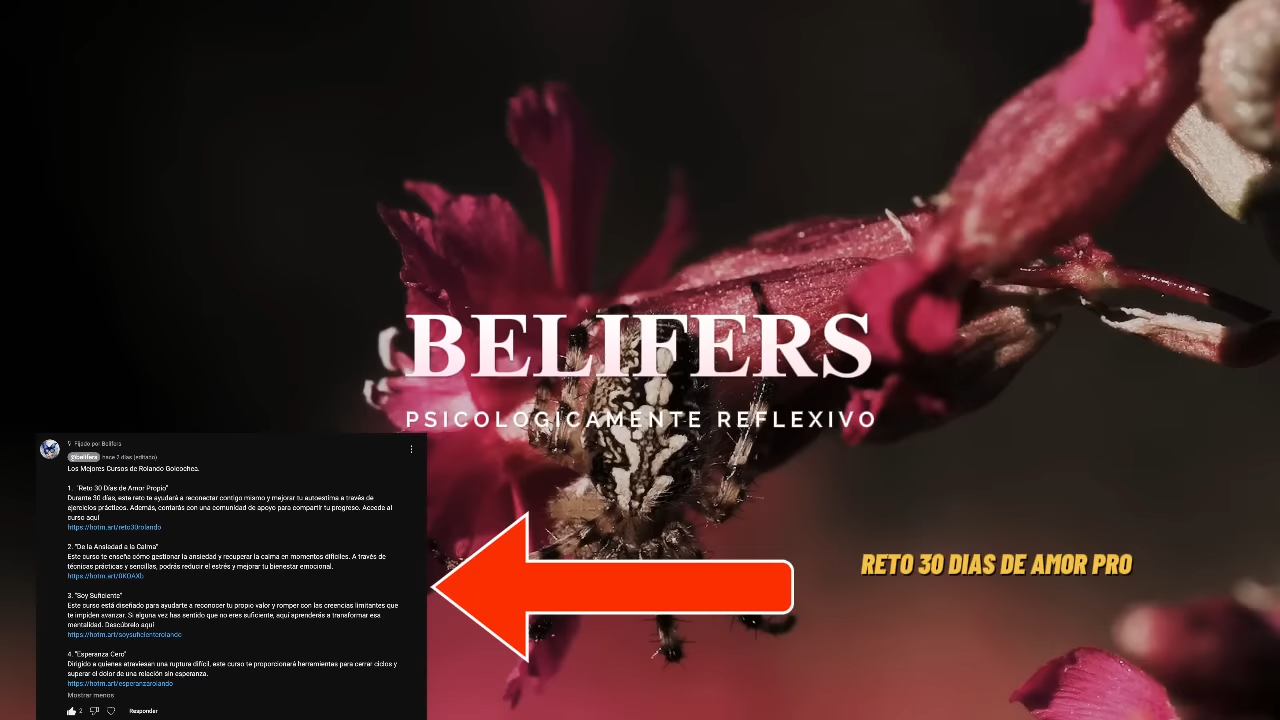 BELIFERS
PSICOLOGICAMENTE REFLEXIVO
Fijado por Belifers
@belifers hace 2 días (editado)
Los Mejores Cursos de Rolando Goicochea.
1. "Reto 30 Días de Amor Propio"
Durante 30 días, este reto te ayudará a reconectar contigo mismo y mejorar tu autoestima a través de
ejercicios prácticos. Además, contarás con una comunidad de apoyo para compartir tu progreso. Accede al
curso aquí
https://hotm.art/reto30rolando
2. "De la Ansiedad a la Calma"
Este curso te enseña cómo gestionar la ansiedad y recuperar la calma en momentos difíciles. A través de
técnicas prácticas y sencillas, podrás reducir el estrés y mejorar tu bienestar emocional.
3. "Soy Suficiente"
Este curso está diseñado para ayudarte a reconocer tu propio valor y romper con las creencias limitantes que
te impiden avanzar. Si alguna vez has sentido que no eres suficiente, aquí aprenderás a transformar esa
mentalidad. Descúbrelo aquí
https://hotm.art/soysuficienterolando
4. "Esperanza Cero"
Dirigido a quienes atraviesan una ruptura difícil, este curso te proporcionará herramientas para cerrar ciclos y
superar el dolor de una relación sin esperanza.
https://hotm.art/esperanzarolando
Mostrar menos
2 Responder
RETO 30 DIAS DE AMOR PRO